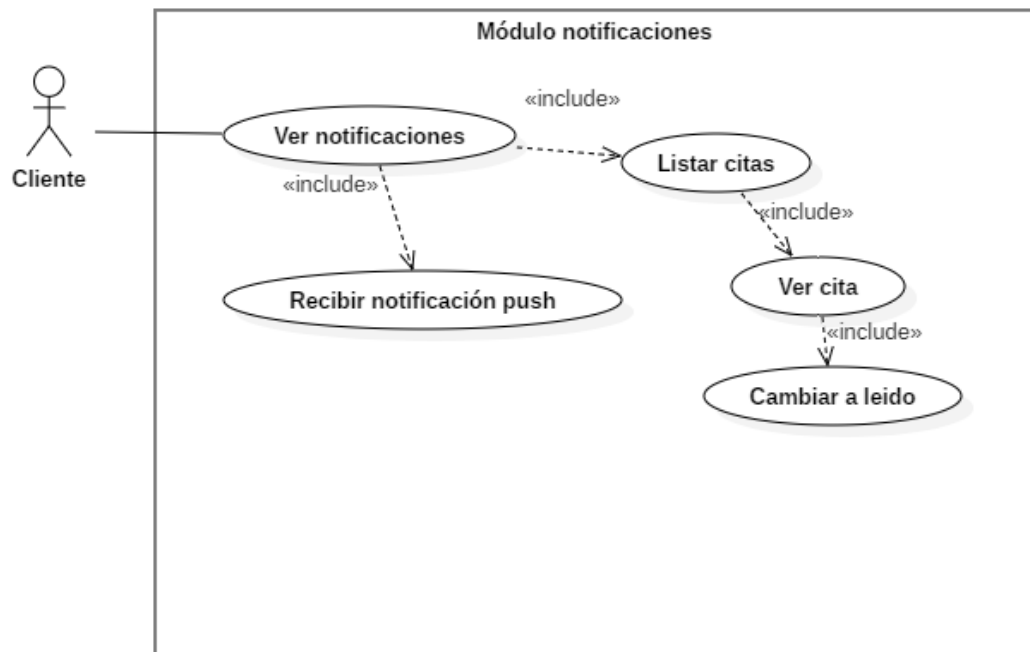 Módulo notificaciones
«include»
Ver notificaciones
Listar citas
Cliente
«include»
«include»
Recibir notificación push
Ver cita
«include»
Cambiar a leido